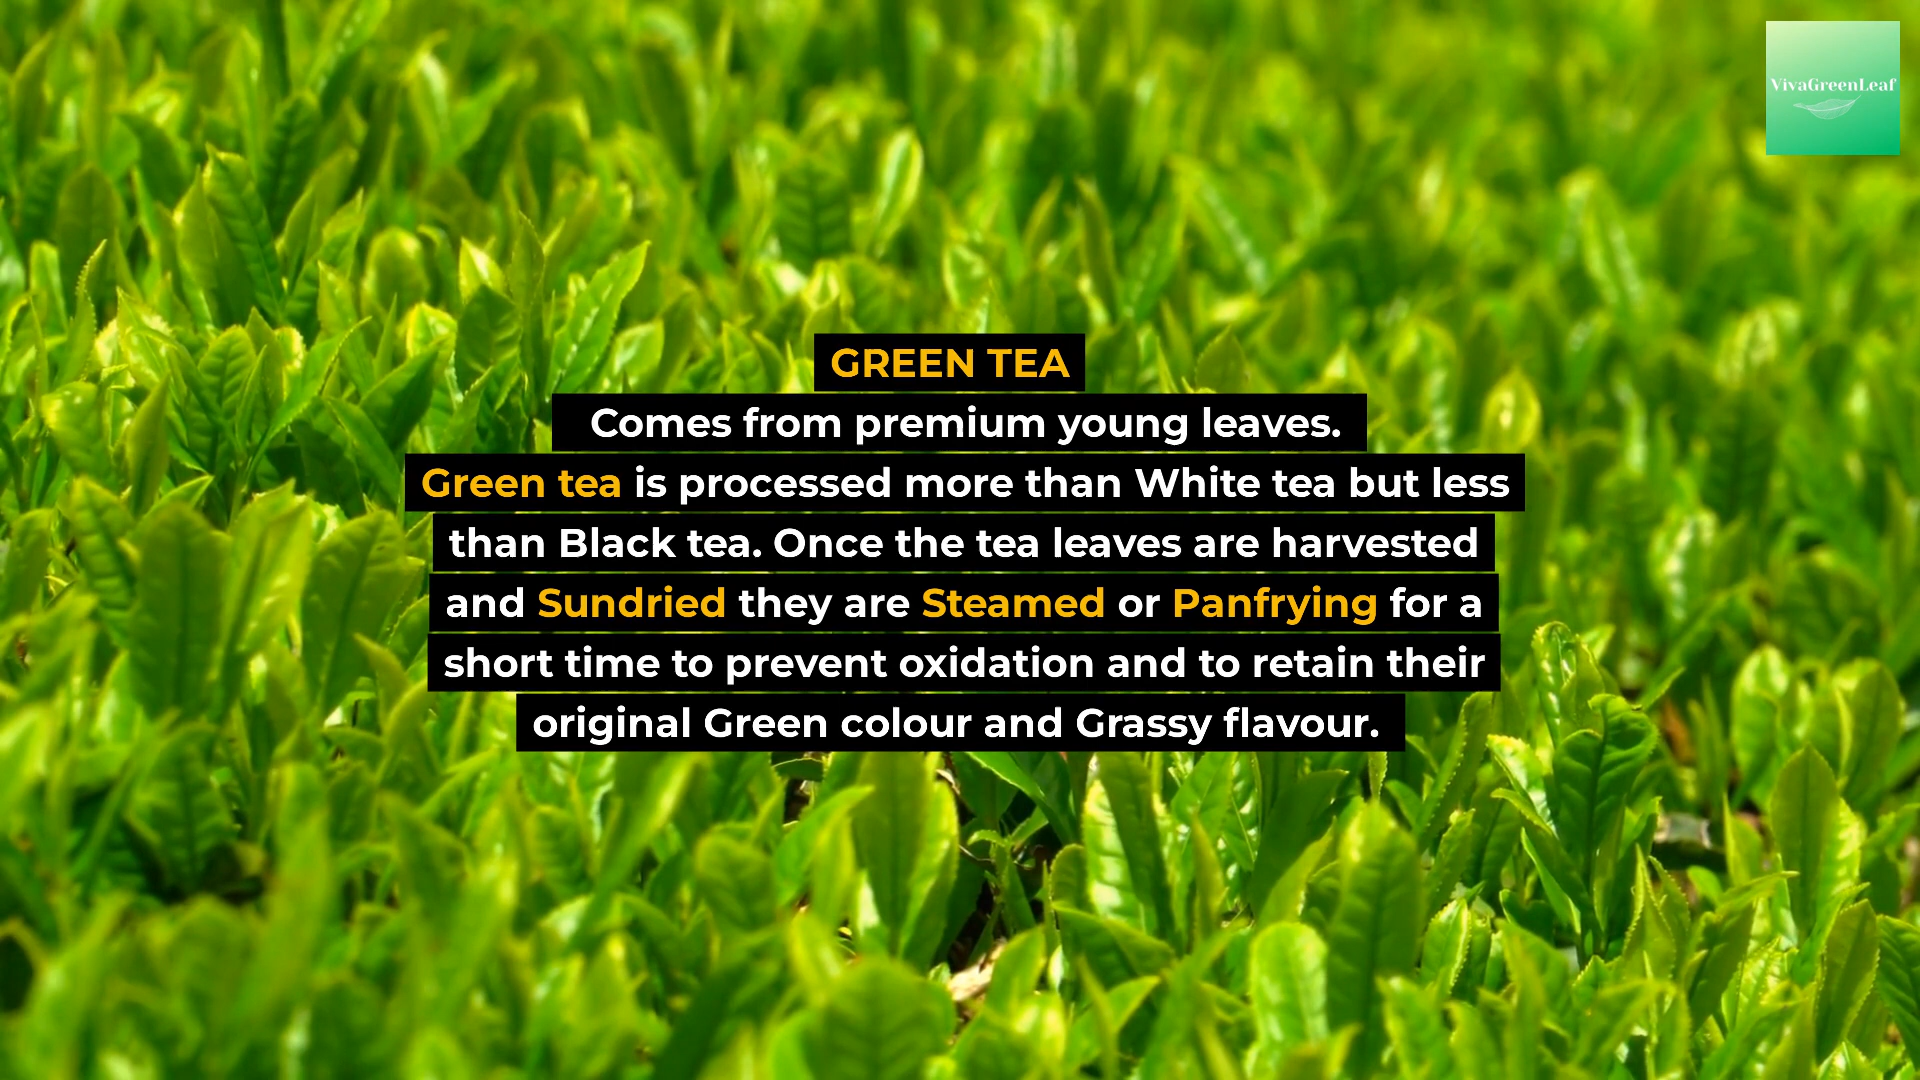 VivaGreenLeaf
GREEN TEA
Comes from premium young leaves.
Green tea is processed more than White tea but less
than Black tea. Once the tea leaves are harvested
and Sundried they are Steamed or Panfrying for a
short time to prevent oxidation and to retain their
original Green colour and Grassy flavour.